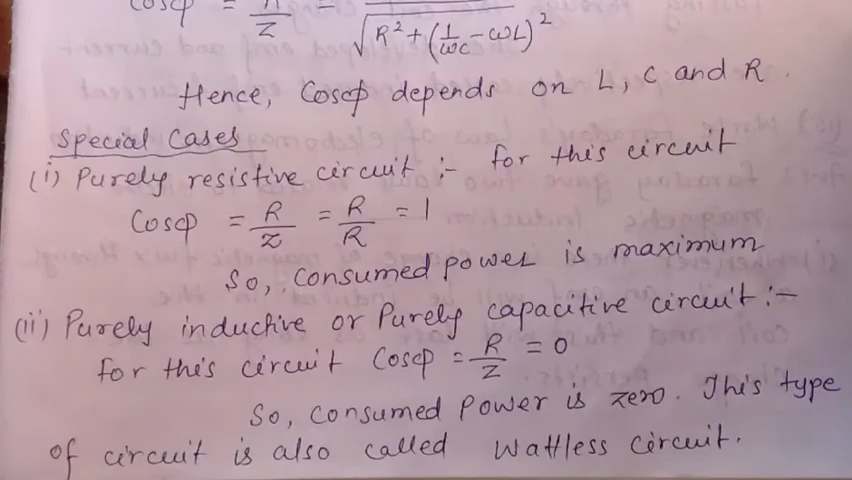 Cosφ = R/Z = 
√R² + (1/ωC - ωL)²
Hence, Cosφ depends on L, C and R.
Special Cases
(i) Purely resistive circuit :- for this circuit
Cosφ = R/Z = R/R = 1
So, consumed power is maximum
(ii) Purely inductive or Purely capacitive circuit :-
for this circuit Cosφ = R/Z = 0
So, consumed power is zero. This type
of circuit is also called Wattless circuit.